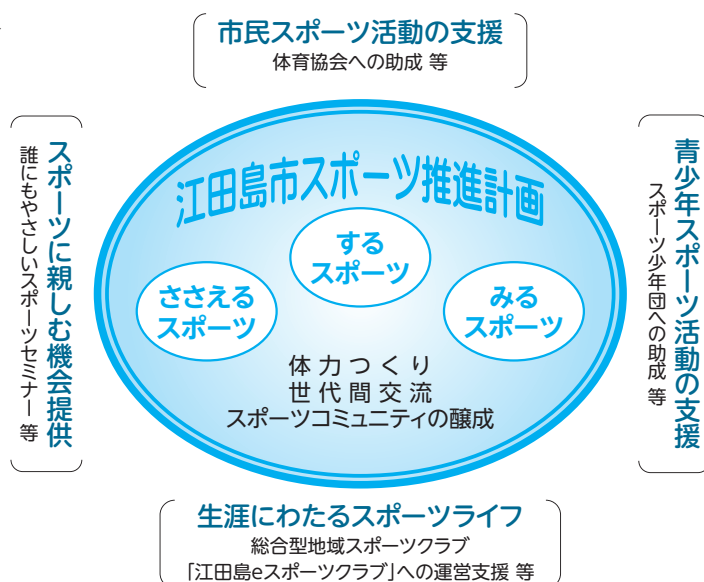 市民スポーツ活動の支援
体育協会への助成 等
スポーツに親しむ機会提供
誰にもやさしいスポーツセミナー 等
江田島市スポーツ推進計画
する
スポーツ
ささえる
スポーツ
みる
スポーツ
体力つくり
世代間交流
スポーツコミュニティの醸成
青少年スポーツ活動の支援
スポーツ少年団への助成 等
生涯にわたるスポーツライフ
総合型地域スポーツクラブ
「江田島eスポーツクラブ」への運営支援 等